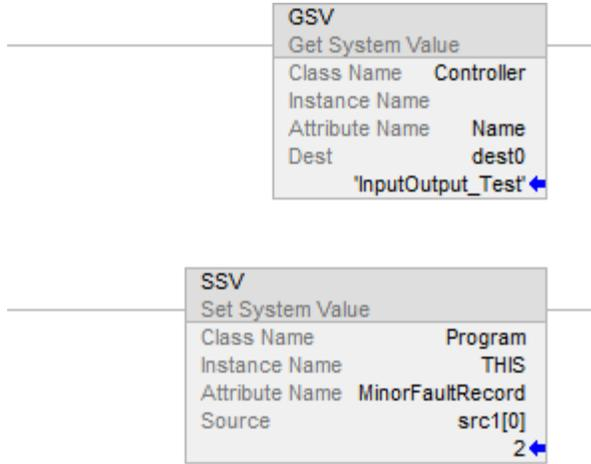 GSV
Get System Value
Class Name Controller
Instance Name
Attribute Name Name
Dest dest0
'InputOutput_Test'
SSV
Set System Value
Class Name Program
Instance Name THIS
Attribute Name MinorFaultRecord
Source src1[0]
2